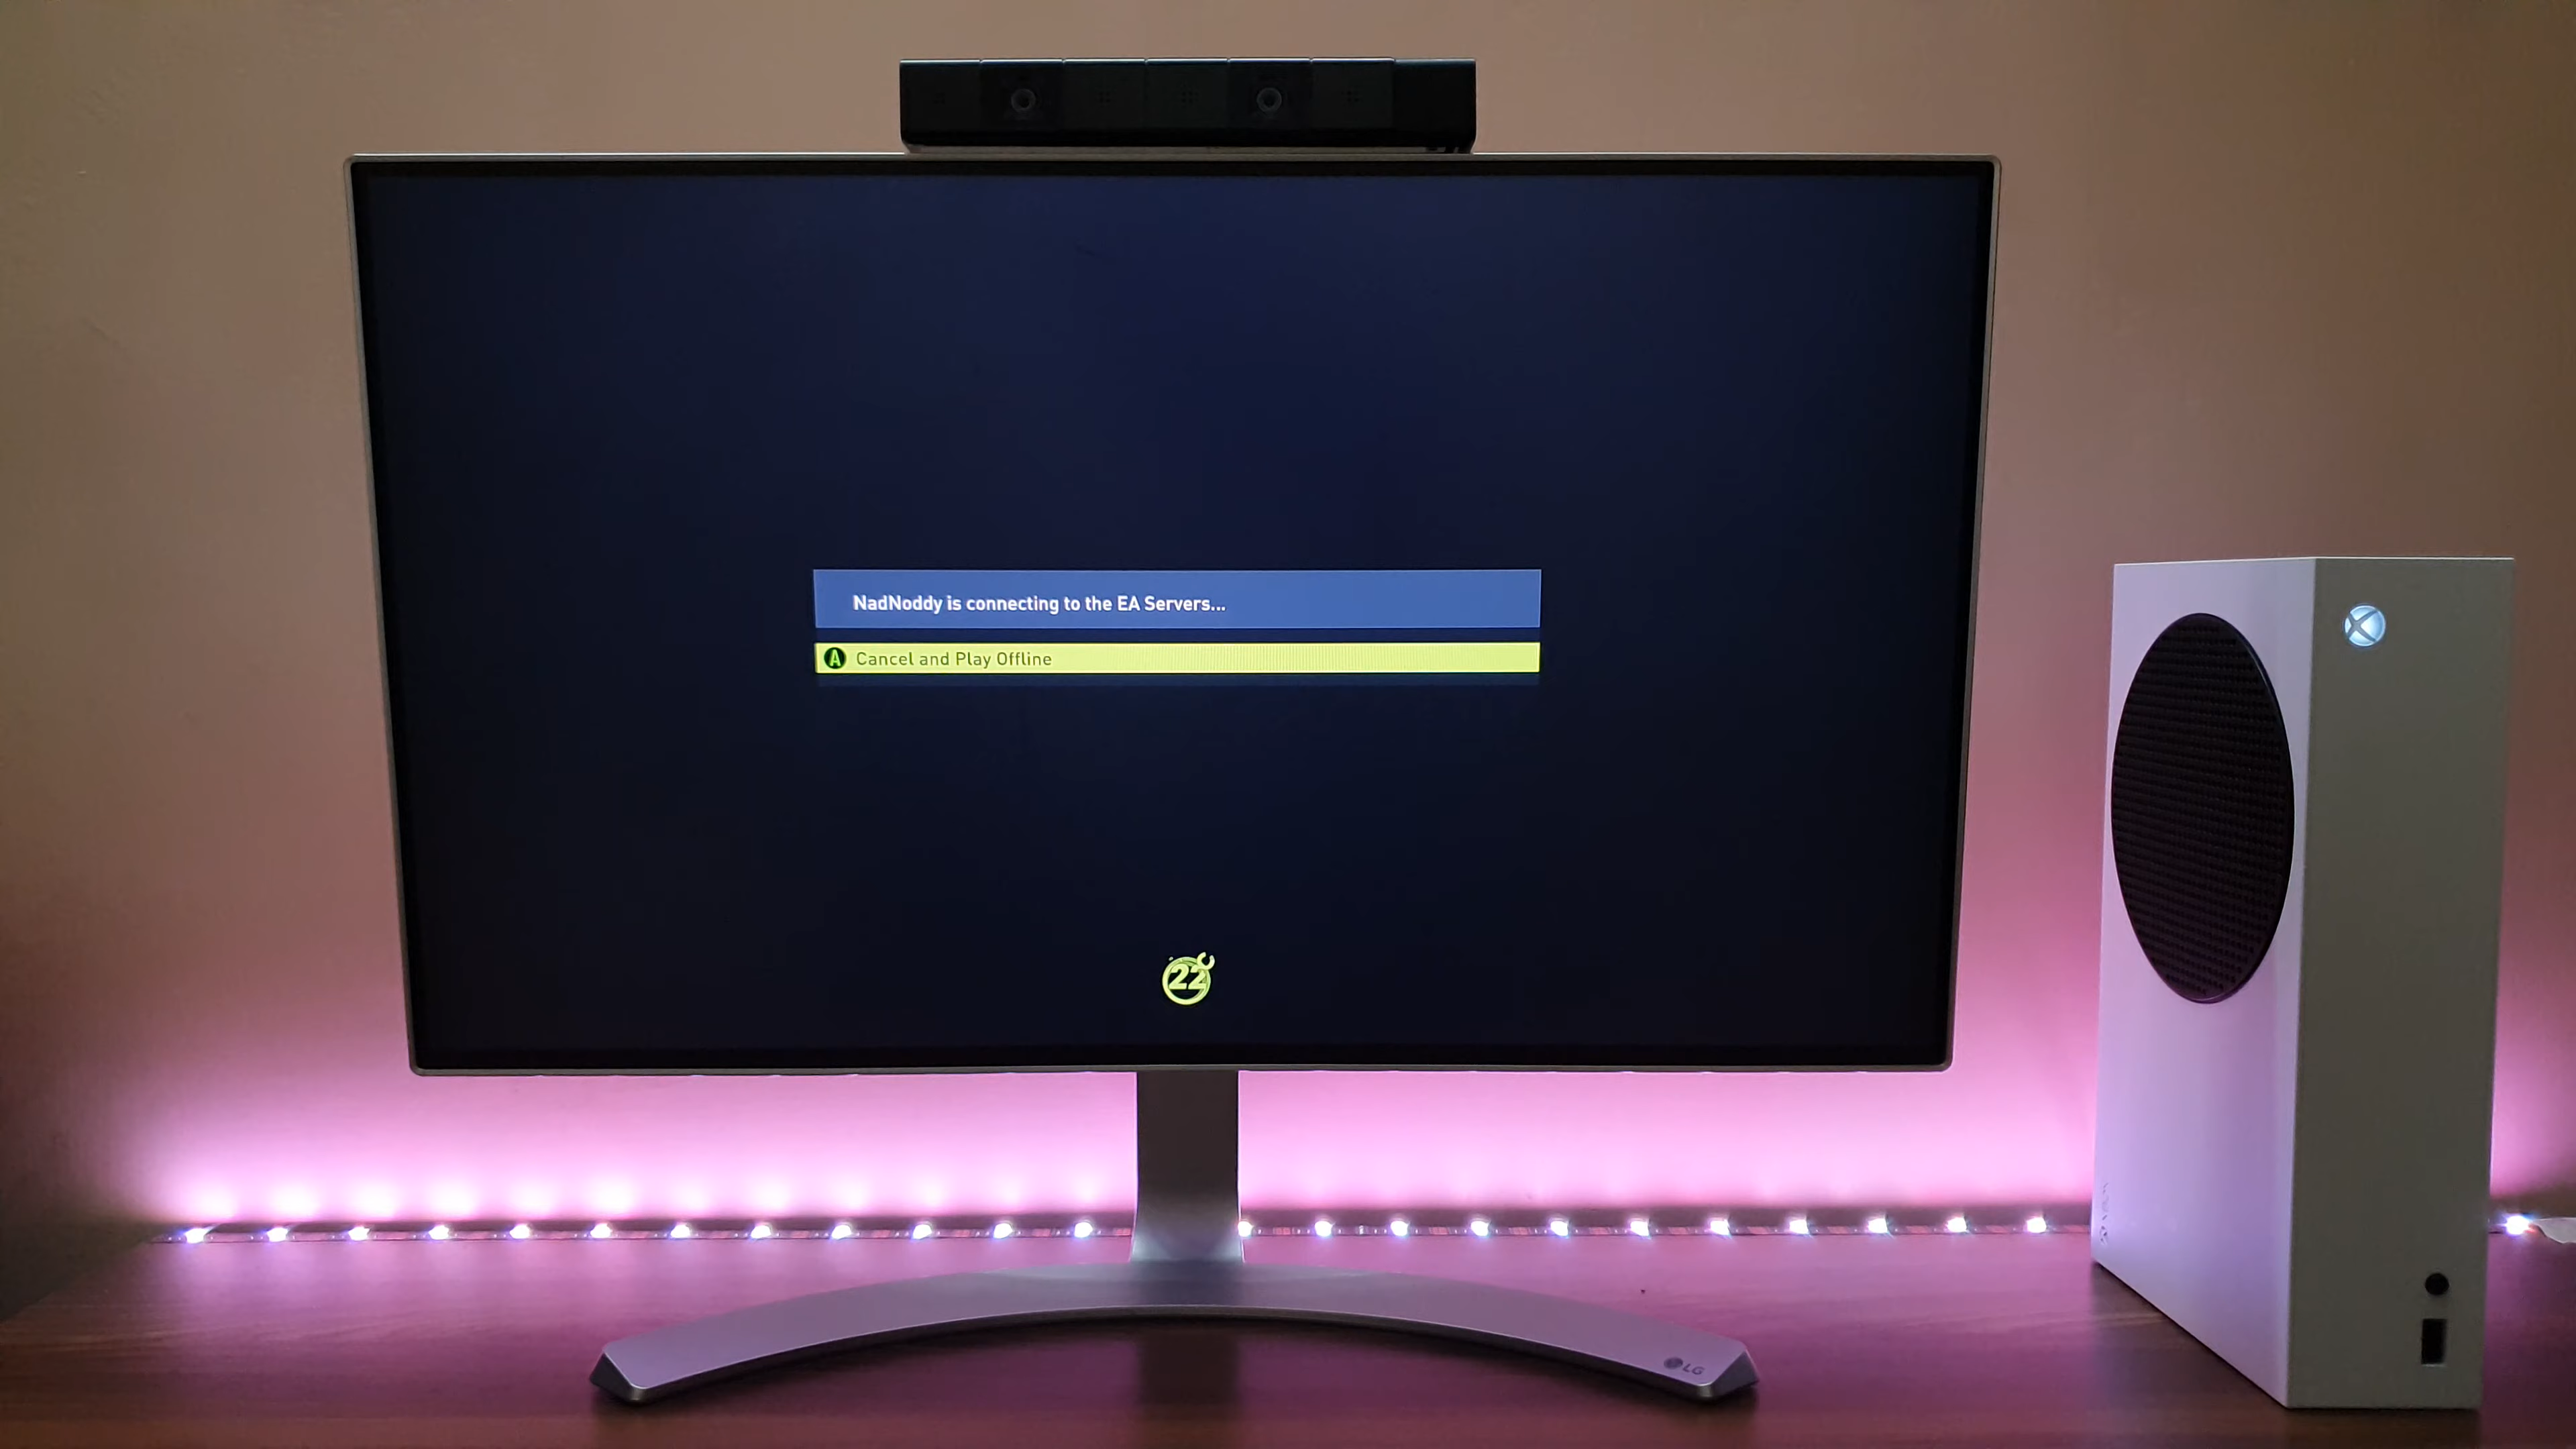 NadNoddy is connecting to the EA Servers...
A Cancel and Play Offline
22
LG